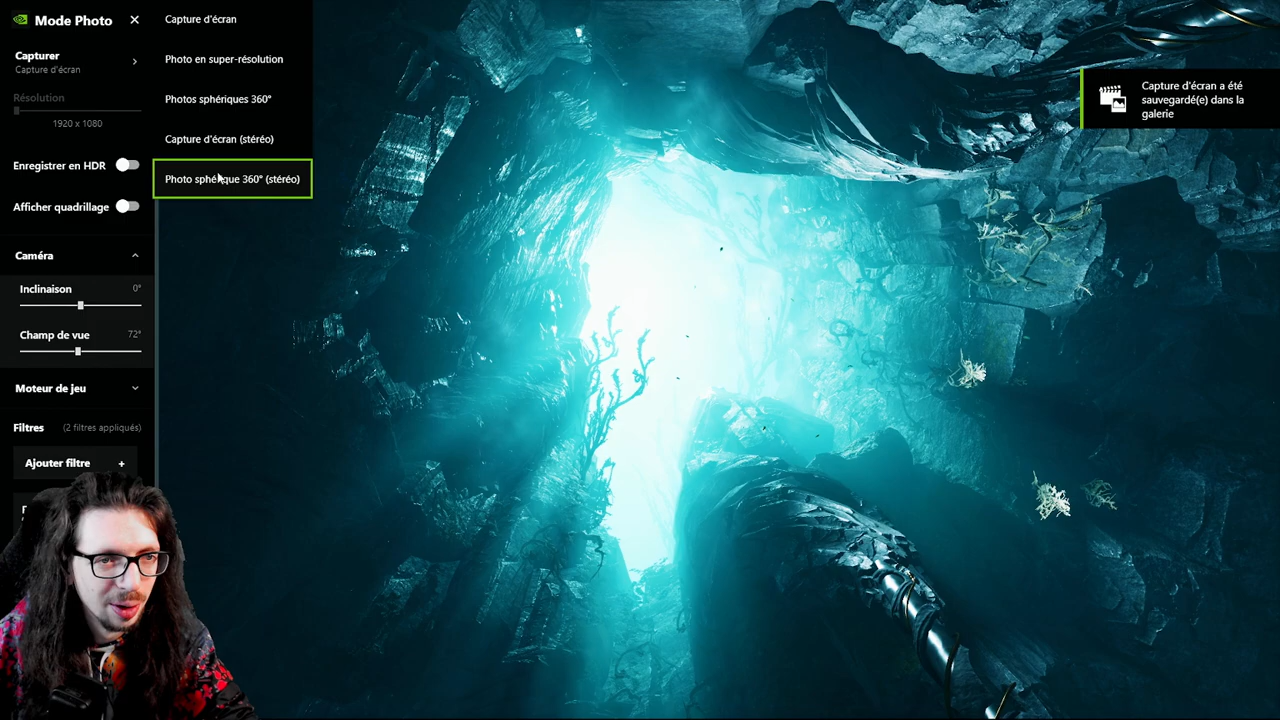 Mode Photo
Capturer
Capture d'écran
Résolution
1920 x 1080
Enregistrer en HDR
Afficher quadrillage
Caméra
Inclinaison 0°
Champ de vue 72°
Moteur de jeu
Filtres (2 filtres appliqués)
Ajouter filtre +
Capture d'écran
Photo en super-résolution
Photos sphériques 360°
Capture d'écran (stéréo)
Photo sphérique 360° (stéréo)
Capture d'écran a été
sauvegardé(e) dans la
galerie